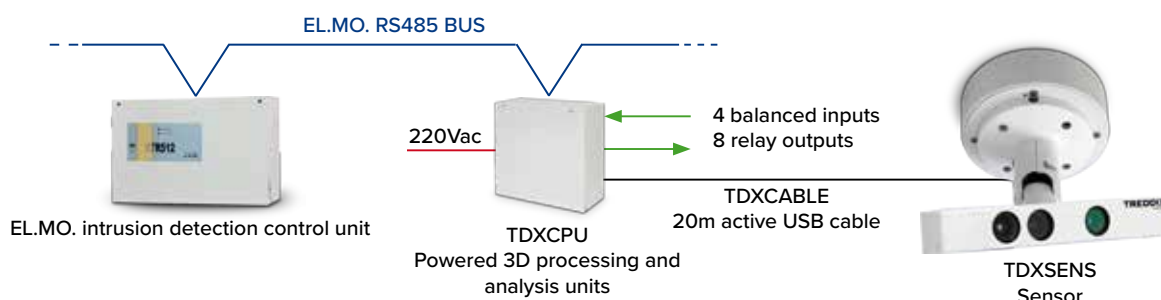 EL.MO. RS485 BUS
220Vac
4 balanced inputs
8 relay outputs
TDXCABLE
20m active USB cable
EL.MO. intrusion detection control unit
TDXCPU
Powered 3D processing and
analysis units
TDXSENS
Sensor